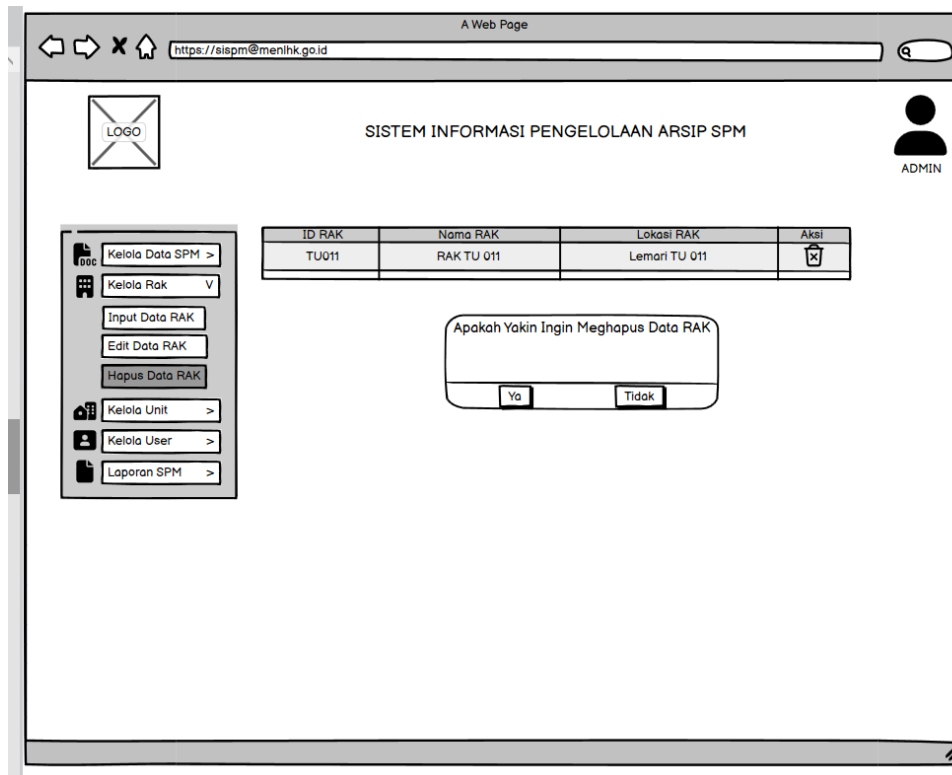 A Web Page
https://sispm@menlhk.go.id
LOGO
SISTEM INFORMASI PENGELOLAAN ARSIP SPM
ADMIN
DOC
Kelola Data SPM >
Kelola Rak V
Input Data RAK
Edit Data RAK
Hapus Data RAK
Kelola Unit >
Kelola User >
Laporan SPM >
ID RAK Nama RAK Lokasi RAK Aksi
TU011 RAK TU 011 Lemari TU 011
Apakah Yakin Ingin Meghapus Data RAK
Ya Tidak